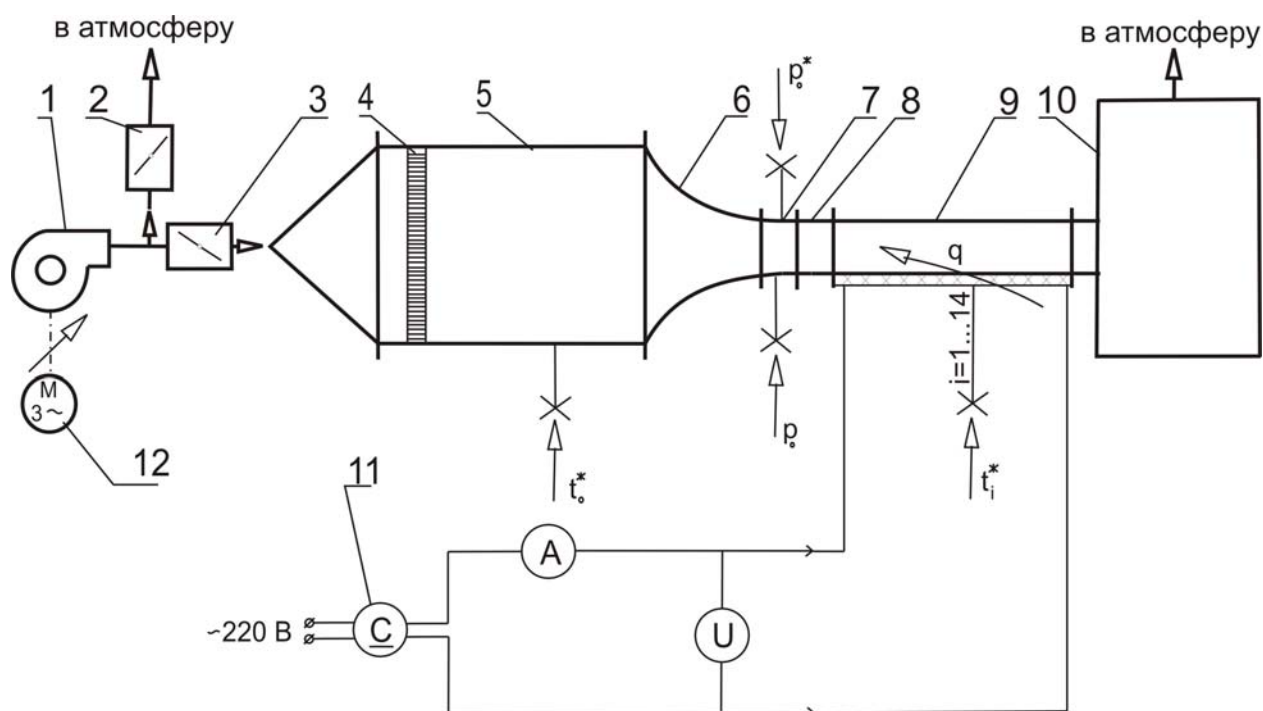 в атмосферу
в атмосферу
1
2
3
4
5
6
7
8
9
10
p₀*
q
i=1...14
М
3~
12
11
t₀*
p₀
tᵢ*
A
U
~220 В
C